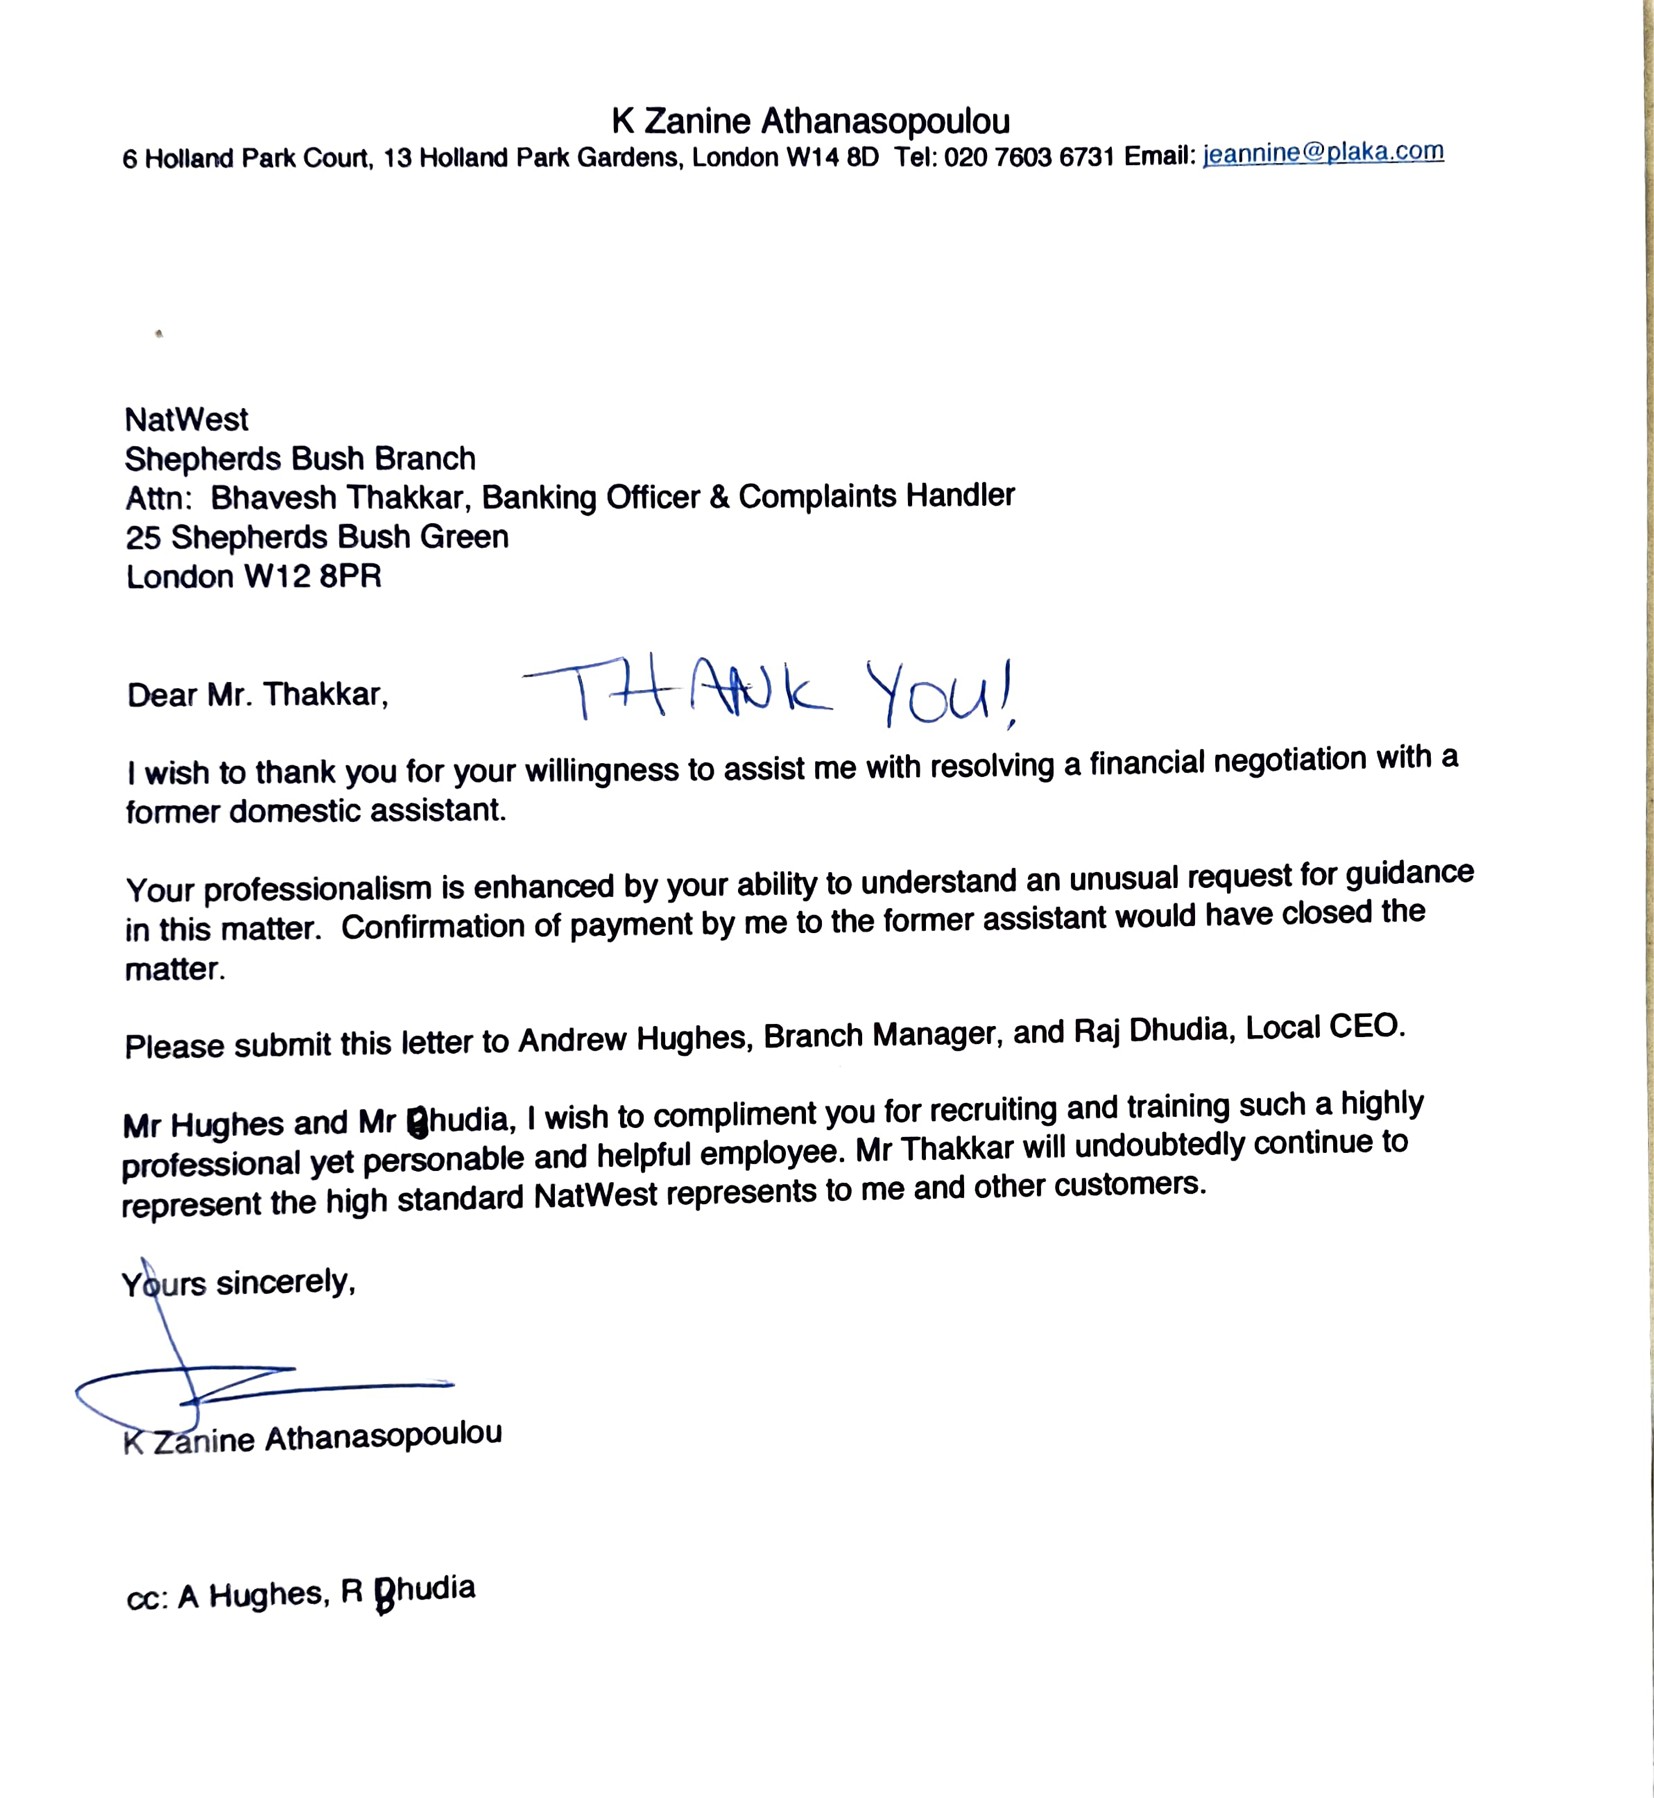 K Zanine Athanasopoulou
6 Holland Park Court, 13 Holland Park Gardens, London W14 8D  Tel: 020 7603 6731 Email: jeannine@plaka.com
NatWest
Shepherds Bush Branch
Attn:  Bhavesh Thakkar, Banking Officer & Complaints Handler
25 Shepherds Bush Green
London W12 8PR
Dear Mr. Thakkar,
THANK YOU!
I wish to thank you for your willingness to assist me with resolving a financial negotiation with a
former domestic assistant.
Your professionalism is enhanced by your ability to understand an unusual request for guidance
in this matter.  Confirmation of payment by me to the former assistant would have closed the
matter.
Please submit this letter to Andrew Hughes, Branch Manager, and Raj Dhudia, Local CEO.
Mr Hughes and Mr Dhudia, I wish to compliment you for recruiting and training such a highly
professional yet personable and helpful employee. Mr Thakkar will undoubtedly continue to
represent the high standard NatWest represents to me and other customers.
Yours sincerely,
K Zanine Athanasopoulou
cc: A Hughes, R Dhudia